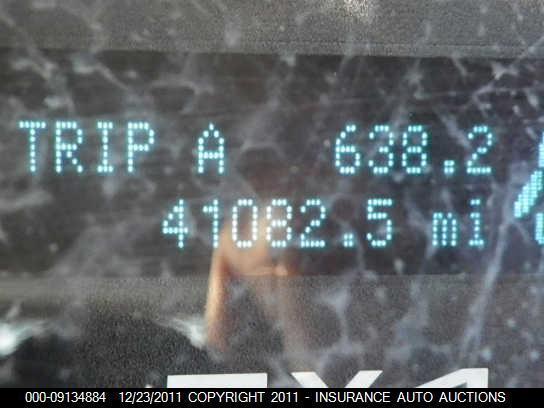 TRIP A 638.2
41082.5 mi
000-09134884 12/23/2011 COPYRIGHT 2011 - INSURANCE AUTO AUCTIONS